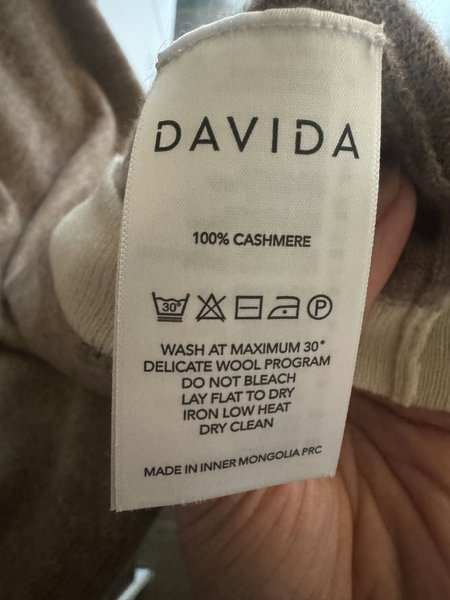 DAVIDA
100% CASHMERE
30° P
WASH AT MAXIMUM 30°
DELICATE WOOL PROGRAM
DO NOT BLEACH
LAY FLAT TO DRY
IRON LOW HEAT
DRY CLEAN
MADE IN INNER MONGOLIA PRC